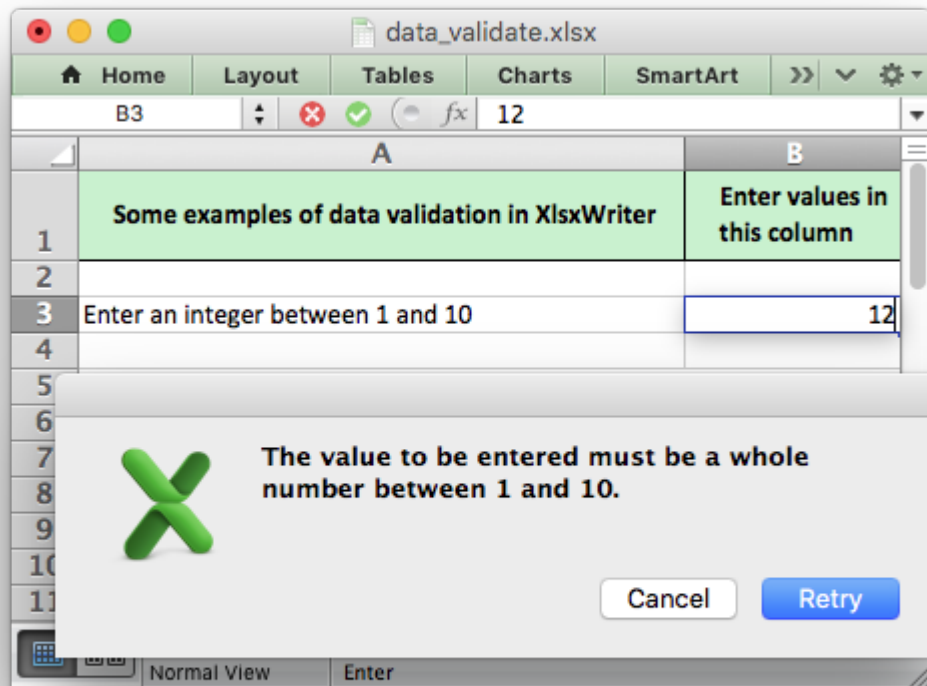 data_validate.xlsx
Home Layout Tables Charts SmartArt
B3 fx 12
A B
1 Some examples of data validation in XlsxWriter Enter values in
this column
2
3 Enter an integer between 1 and 10 12
4
5
6
7 The value to be entered must be a whole
8 number between 1 and 10.
9
10
11 Cancel Retry
Normal View Enter